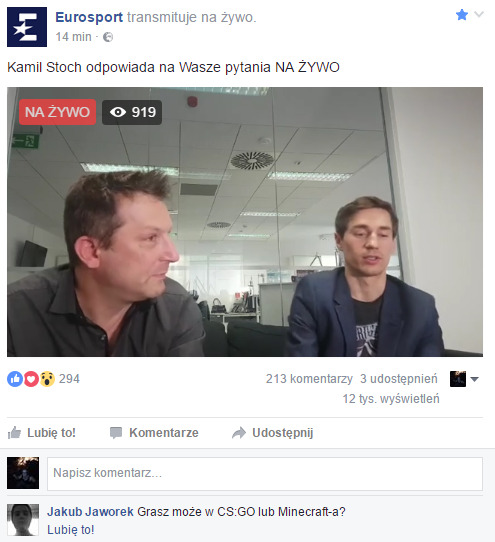 Eurosport transmituje na żywo.
14 min ·
Kamil Stoch odpowiada na Wasze pytania NA ŻYWO
NA ŻYWO 919
294 213 komentarzy 3 udostępnień
12 tys. wyświetleń
Lubię to! Komentarze Udostępnij
Napisz komentarz...
Jakub Jaworek Grasz może w CS:GO lub Minecraft-a?
Lubię to!